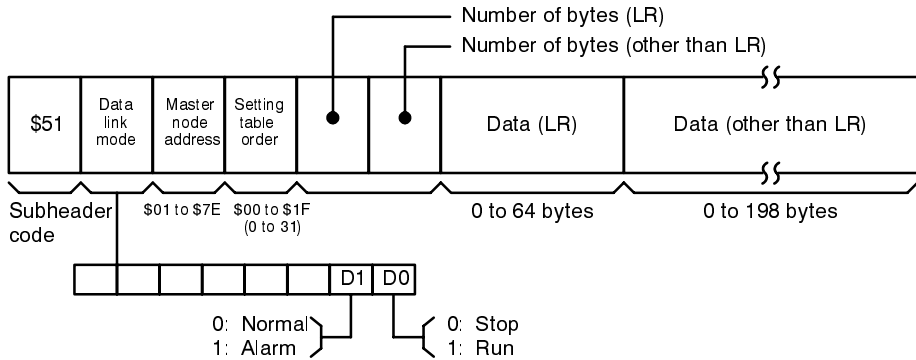 Number of bytes (LR)
Number of bytes (other than LR)
$51
Data
link
mode
Master
node
address
Setting
table
order
Data (LR)
Data (other than LR)
Subheader
code
$01 to $7E
$00 to $1F
(0 to 31)
0 to 64 bytes
0 to 198 bytes
D1
D0
0: Normal
1: Alarm
0: Stop
1: Run